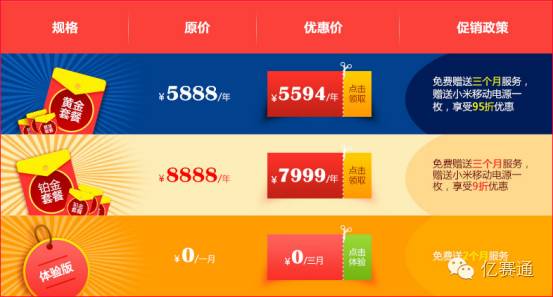 规格 原价 优惠价 促销政策
黄金
套餐
¥5888/年
¥5594/年
点击
领取
免费赠送三个月服务，
赠送小米移动电源一
枚，享受95折优惠
铂金
套餐
¥8888/年
¥7999/年
点击
领取
免费赠送三个月服务，
赠送小米移动电源一
枚，享受9折优惠
体验版
¥0/一月
¥0/三月
点击
体验
免费送2个月服务
亿赛通